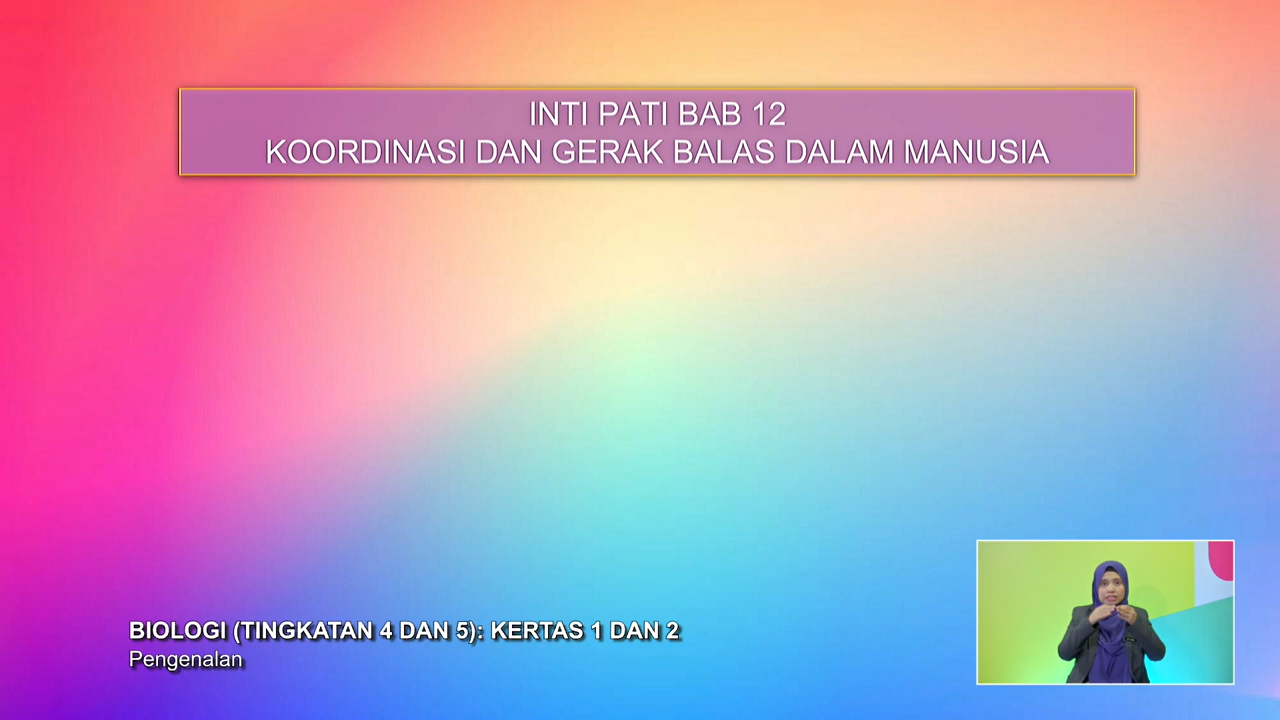 INTI PATI BAB 12
KOORDINASI DAN GERAK BALAS DALAM MANUSIA
BIOLOGI (TINGKATAN 4 DAN 5): KERTAS 1 DAN 2
Pengenalan